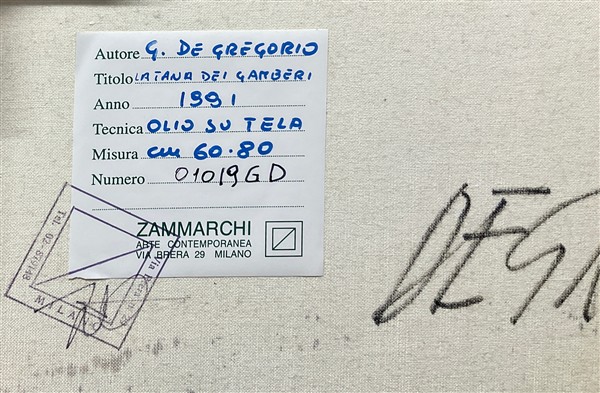 Autore G. DE GREGORIO
Titolo LA TANA DEI GAMBERI
Anno 1991
Tecnica OLIO SU TELA
Misura cm 60.80
Numero 01019GD
ZAMMARCHI
ARTE CONTEMPORANEA
VIA BRERA 29 MILANO
DEG